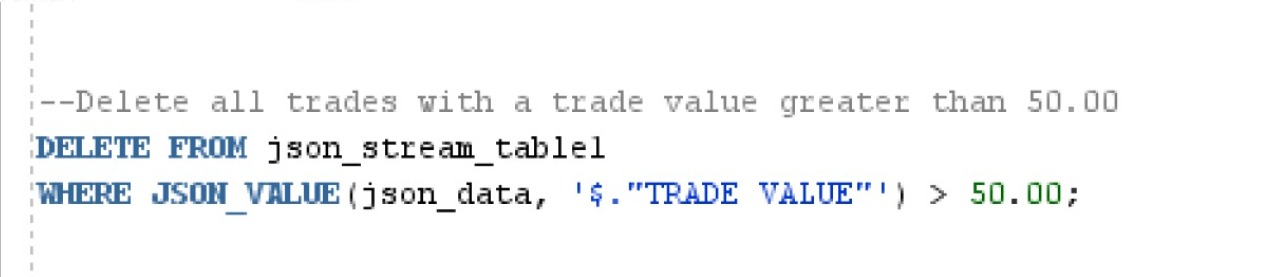 --Delete all trades with a trade value greater than 50.00
DELETE FROM json_stream_table1
WHERE JSON_VALUE(json_data, '$."TRADE VALUE"') > 50.00;